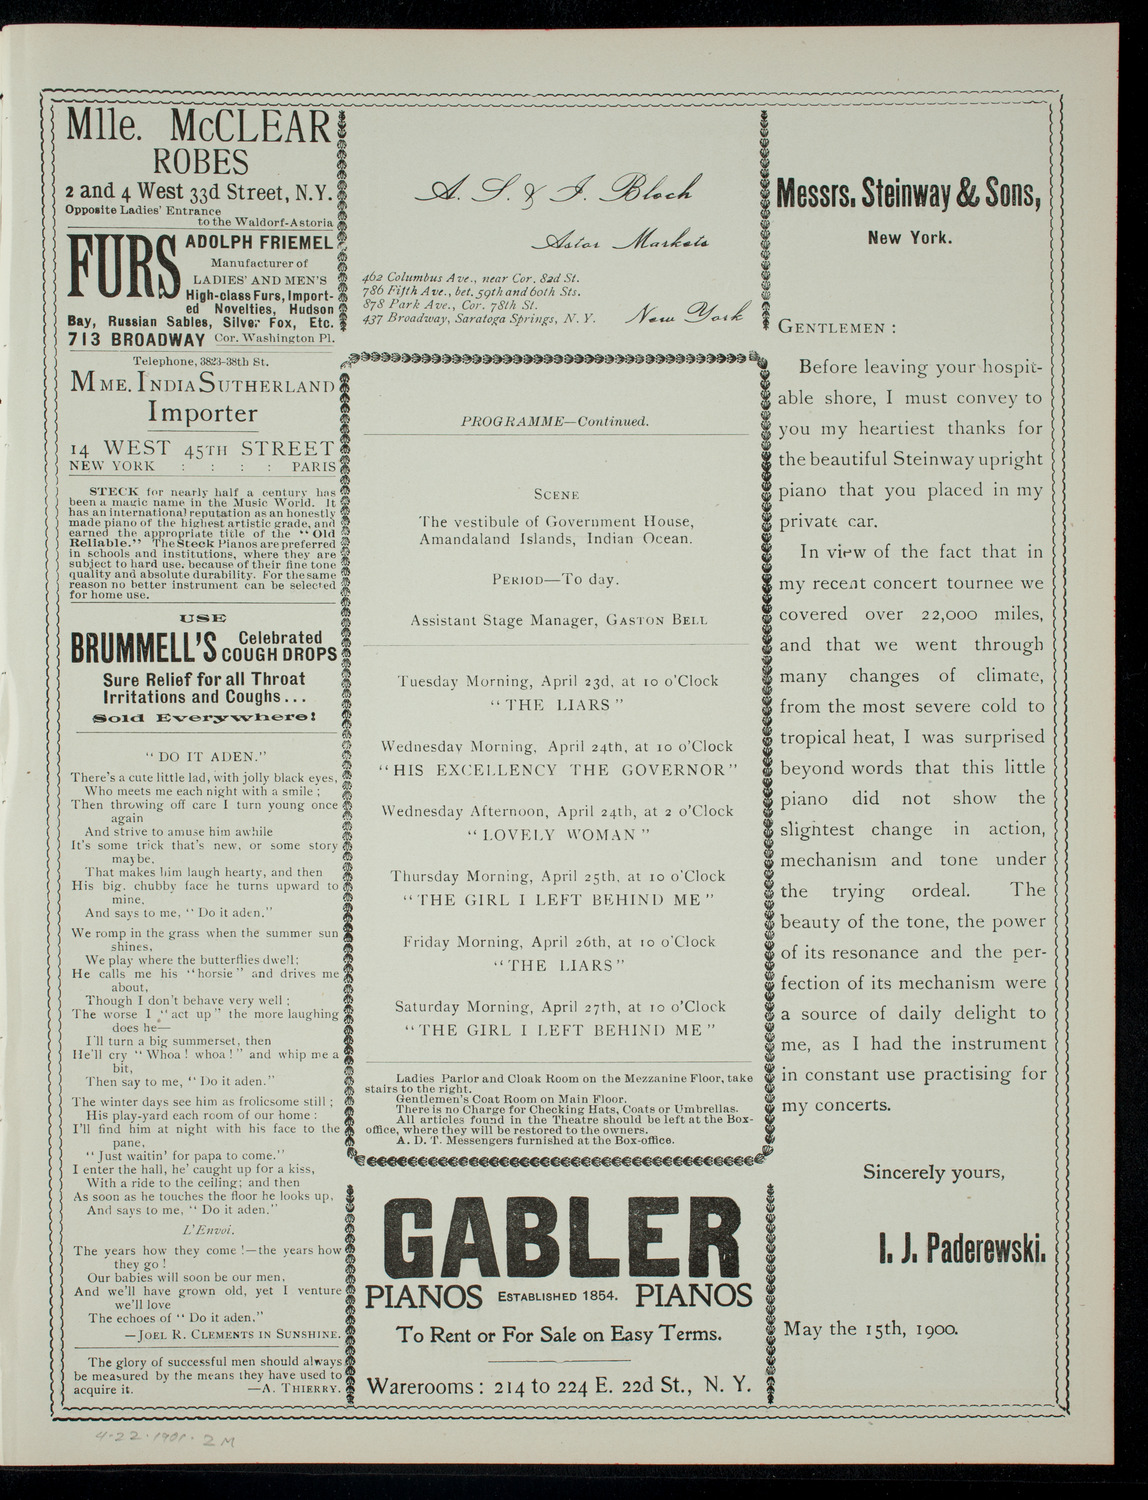 Mlle. McCLEAR
ROBES
2 and 4 West 33d Street, N.Y.
Opposite Ladies' Entrance
to the Waldorf-Astoria
FURS
ADOLPH FRIEMEL
Manufacturer of
LADIES' AND MEN'S
High-class Furs, Import-
ed Novelties, Hudson
Bay, Russian Sables, Silver Fox, Etc.
713 BROADWAY Cor. Washington Pl.
Telephone, 3823-38th St.
MME. INDIA SUTHERLAND
Importer
14 WEST 45TH STREET
NEW YORK : : : : PARIS
STECK for nearly half a century has
been a magic name in the Music World. It
has an international reputation as an honestly
made piano of the highest artistic grade, and
earned the appropriate title of the "Old
Reliable." The Steck Pianos are preferred
in schools and institutions, where they are
subject to hard use, because of their fine tone
quality and absolute durability. For the same
reason no better instrument can be selected
for home use.
USE
BRUMMELL'S Celebrated
COUGH DROPS
Sure Relief for all Throat
Irritations and Coughs...
Sold Everywhere!
"DO IT ADEN."
There's a cute little lad, with jolly black eyes,
Who meets me each night with a smile;
Then throwing off care I turn young once
again
And strive to amuse him awhile
It's some trick that's new, or some story
maybe,
That makes him laugh hearty, and then
His big, chubby face he turns upward to
mine,
And says to me, "Do it aden."
We romp in the grass when the summer sun
shines,
We play where the butterflies dwell;
He calls me his "horsie" and drives me
about,
Though I don't behave very well;
The worse I "act up" the more laughing
does he—
I'll turn a big summerset, then
He'll cry "Whoa! whoa!" and whip me a
bit,
Then say to me, "Do it aden."
The winter days see him as frolicsome still;
His play-yard each room of our home:
I'll find him at night with his face to the
pane,
"Just waitin' for papa to come."
I enter the hall, he' caught up for a kiss,
With a ride to the ceiling; and then
As soon as he touches the floor he looks up,
And says to me, "Do it aden."
L'Envoi.
The years how they come!—the years how
they go!
Our babies will soon be our men,
And we'll have grown old, yet I venture
we'll love
The echoes of "Do it aden."
—JOEL R. CLEMENTS IN SUNSHINE.
The glory of successful men should always
be measured by the means they have used to
acquire it. —A. THIERRY.
A. S. & J. Bloch
Astor Markets
462 Columbus Ave., near Cor. 82d St.
786 Fifth Ave., bet. 59th and 60th Sts.
878 Park Ave., Cor. 78th St.
437 Broadway, Saratoga Springs, N. Y.
New York
PROGRAMME—Continued.
SCENE
The vestibule of Government House,
Amandaland Islands, Indian Ocean.
PERIOD—To day.
Assistant Stage Manager, GASTON BELL
Tuesday Morning, April 23d, at 10 o'Clock
"THE LIARS"
Wednesday Morning, April 24th, at 10 o'Clock
"HIS EXCELLENCY THE GOVERNOR"
Wednesday Afternoon, April 24th, at 2 o'Clock
"LOVELY WOMAN"
Thursday Morning, April 25th, at 10 o'Clock
"THE GIRL I LEFT BEHIND ME"
Friday Morning, April 26th, at 10 o'Clock
"THE LIARS"
Saturday Morning, April 27th, at 10 o'Clock
"THE GIRL I LEFT BEHIND ME"
Ladies Parlor and Cloak Room on the Mezzanine Floor, take
stairs to the right.
Gentlemen's Coat Room on Main Floor.
There is no Charge for Checking Hats, Coats or Umbrellas.
All articles found in the Theatre should be left at the Box-
office, where they will be restored to the owners.
A. D. T. Messengers furnished at the Box-office.
GABLER
PIANOS ESTABLISHED 1854. PIANOS
To Rent or For Sale on Easy Terms.
Warerooms: 214 to 224 E. 22d St., N. Y.
Messrs. Steinway & Sons,
New York.
GENTLEMEN:
Before leaving your hospit-
able shore, I must convey to
you my heartiest thanks for
the beautiful Steinway upright
piano that you placed in my
private car.
In view of the fact that in
my recent concert tournee we
covered over 22,000 miles,
and that we went through
many changes of climate,
from the most severe cold to
tropical heat, I was surprised
beyond words that this little
piano did not show the
slightest change in action,
mechanism and tone under
the trying ordeal. The
beauty of the tone, the power
of its resonance and the per-
fection of its mechanism were
a source of daily delight to
me, as I had the instrument
in constant use practising for
my concerts.
Sincerely yours,
I. J. Paderewski.
May the 15th, 1900.
4-22-1901. 2M